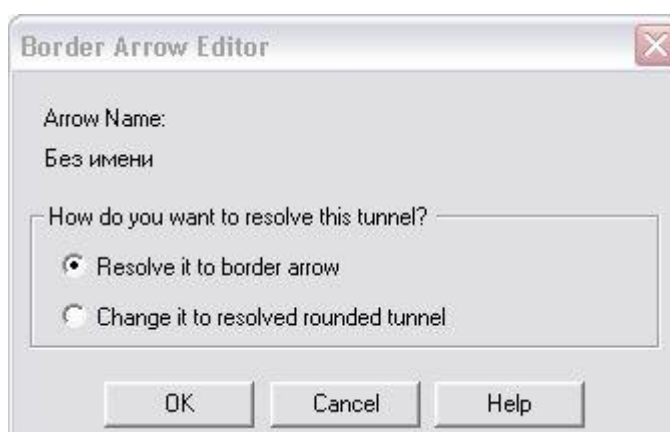 Border Arrow Editor
Arrow Name:
Без имени
How do you want to resolve this tunnel?
Resolve it to border arrow
Change it to resolved rounded tunnel
OK Cancel Help